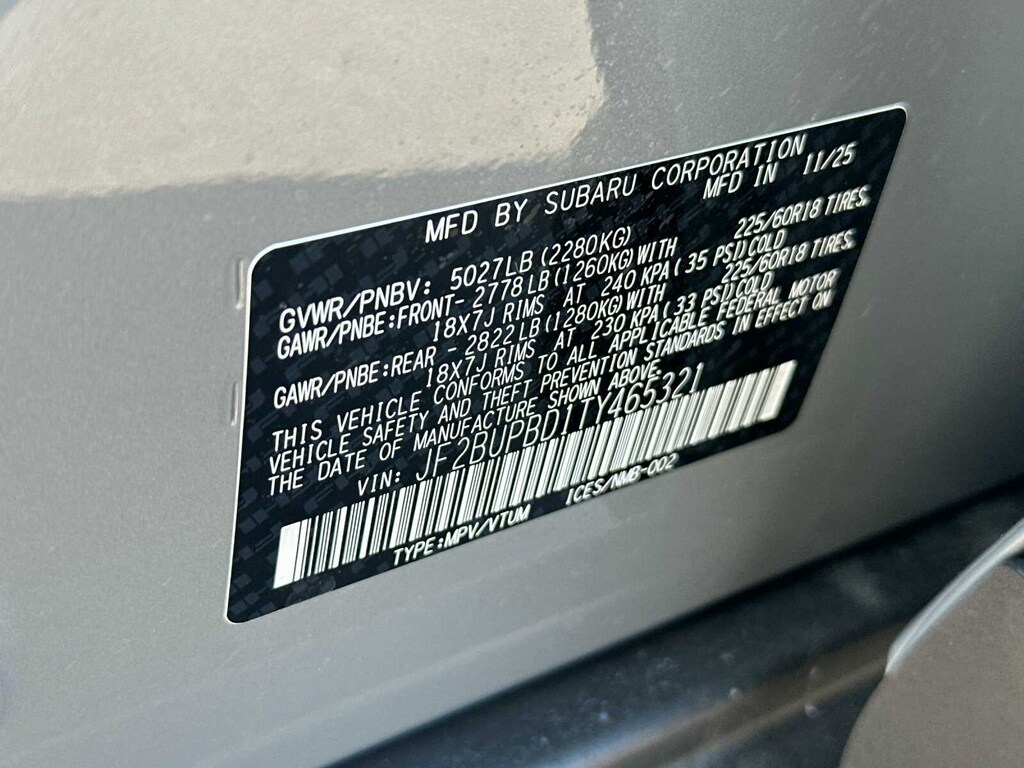 MFD BY SUBARU CORPORATION
MFD IN 11/25
GVWR/PNBV: 5027LB (2280KG)
GAWR/PNBE:FRONT- 2778LB(1260KG)WITH 225/60R18 TIRES,
18X7J RIMS AT 240 KPA( 35 PSI)COLD
GAWR/PNBE:REAR - 2822LB(1280KG)WITH 225/60R18 TIRES,
18X7J RIMS AT 230 KPA( 33 PSI)COLD
THIS VEHICLE CONFORMS TO ALL APPLICABLE FEDERAL MOTOR
VEHICLE SAFETY AND THEFT PREVENTION STANDARDS IN EFFECT ON
THE DATE OF MANUFACTURE SHOWN ABOVE.
VIN: JF2BUPBD1TY465321
TYPE:MPV/VTUM ICES/NMB-002